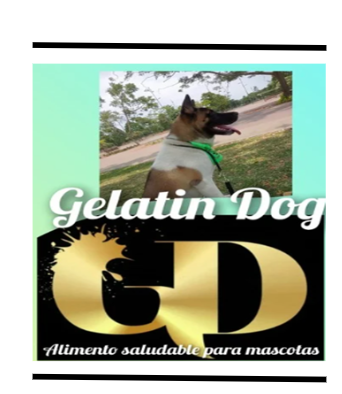 Gelatin Dog
GD
Alimento saludable para mascotas